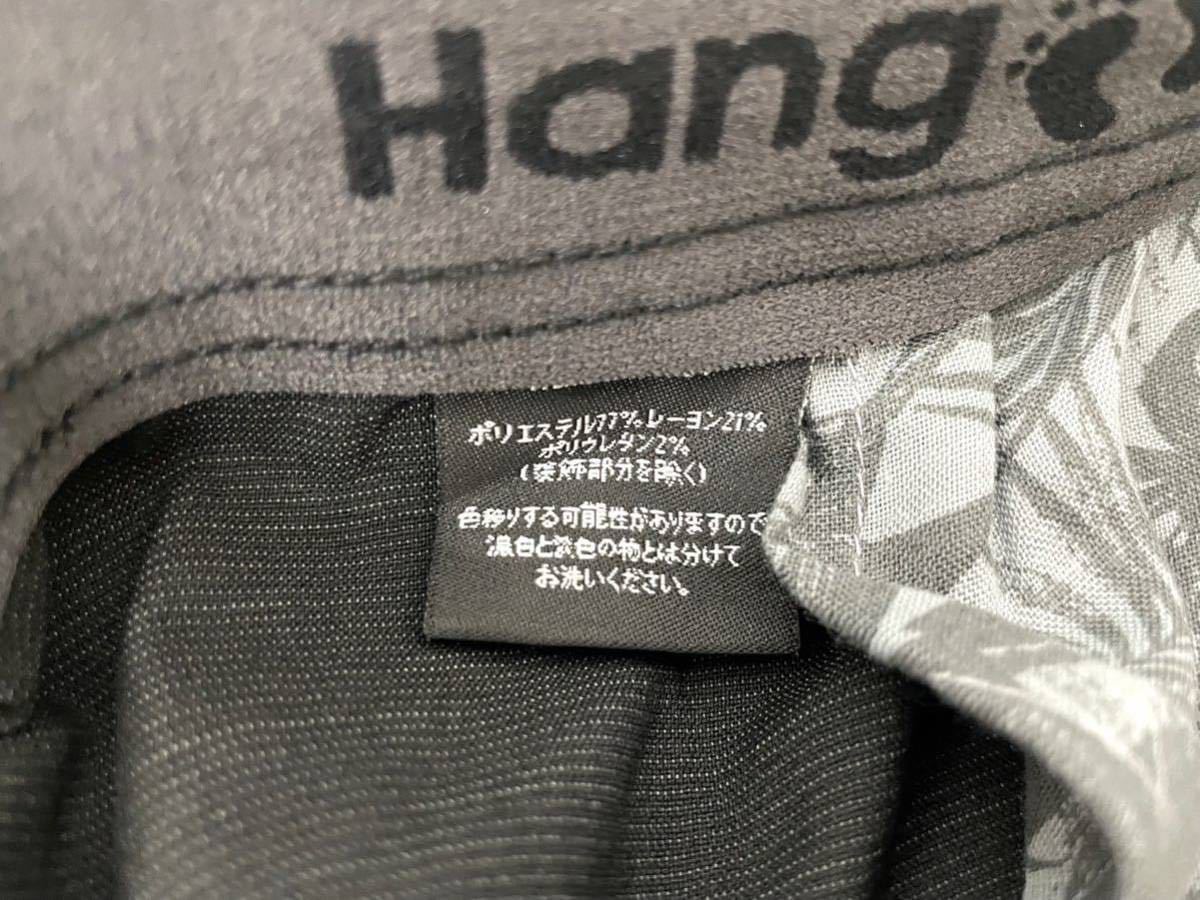 Hang
ポリエステル77%レーヨン21%
ポリウレタン2%
(装飾部分を除く)
色移りする可能性がありますので
濃色と淡色の物とは分けて
お洗いください。